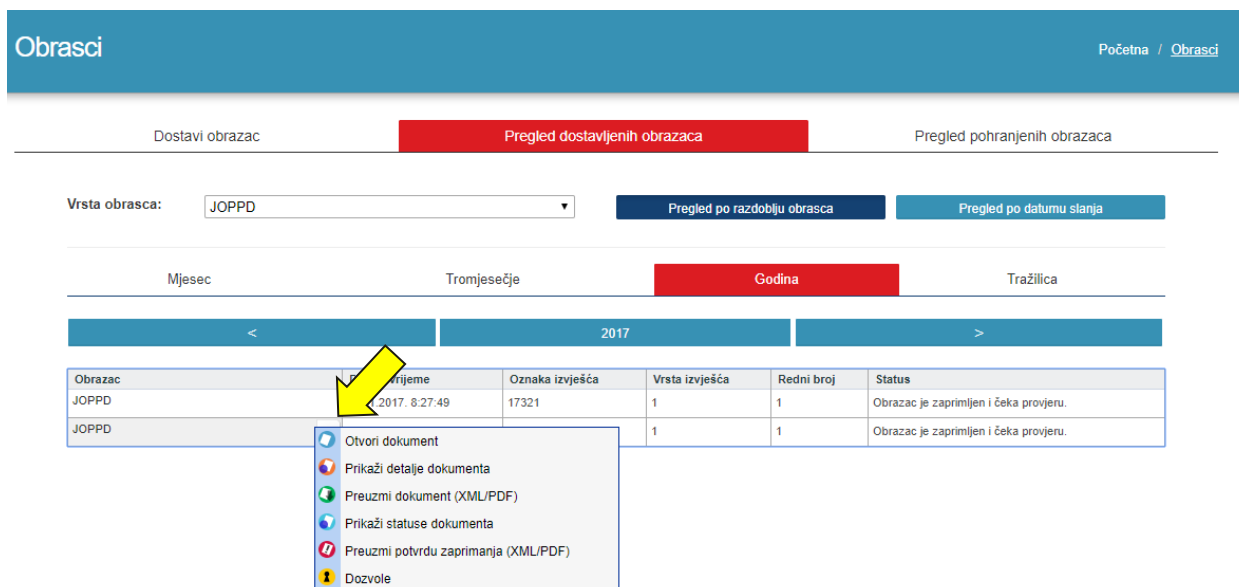 Obrasci
Početna / Obrasci
Dostavi obrazac
Pregled dostavljenih obrazaca
Pregled pohranjenih obrazaca
Vrsta obrasca:
JOPPD
Pregled po razdoblju obrasca
Pregled po datumu slanja
Mjesec
Tromjesečje
Godina
Tražilica
<
2017
>
Obrazac vrijeme Oznaka izvješća Vrsta izvješća Redni broj Status
JOPPD 2017. 8:27:49 17321 1 1 Obrazac je zaprimljen i čeka provjeru.
JOPPD 1 1 Obrazac je zaprimljen i čeka provjeru.
Otvori dokument
Prikaži detalje dokumenta
Preuzmi dokument (XML/PDF)
Prikaži statuse dokumenta
Preuzmi potvrdu zaprimanja (XML/PDF)
Dozvole